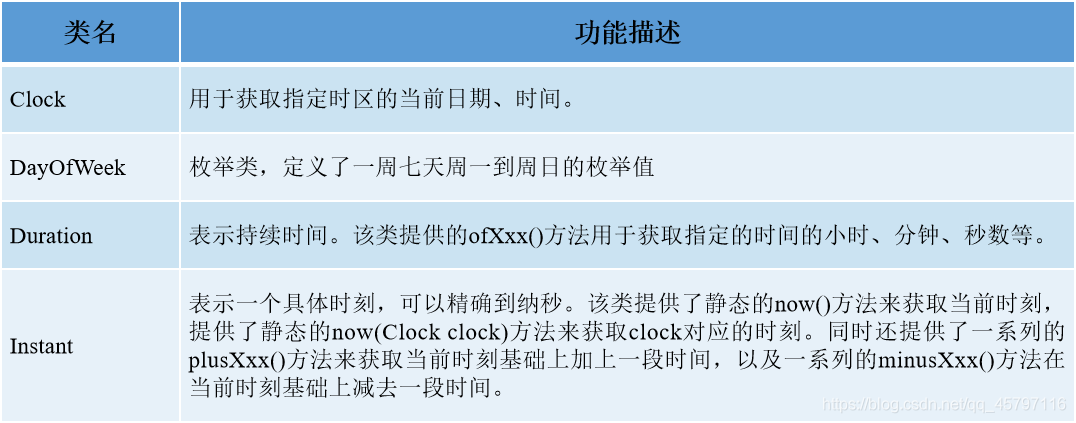 类名
功能描述
Clock
用于获取指定时区的当前日期、时间。
DayOfWeek
枚举类，定义了一周七天周一到周日的枚举值
Duration
表示持续时间。该类提供的ofXxx()方法用于获取指定的时间的小时、分钟、秒数等。
Instant
表示一个具体时刻，可以精确到纳秒。该类提供了静态的now()方法来获取当前时刻，
提供了静态的now(Clock clock)方法来获取clock对应的时刻。同时还提供了一系列的
plusXxx()方法来获取当前时刻基础上加上一段时间，以及一系列的minusXxx()方法在
当前时刻基础上减去一段时间。
https://blog.csdn.net/qq_45797116